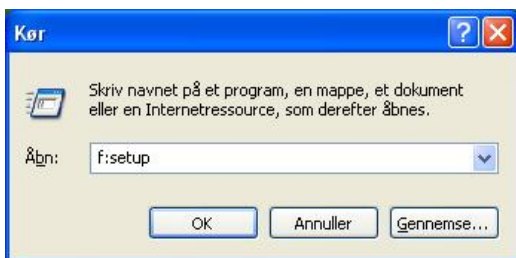 Kør
Skriv navnet på et program, en mappe, et dokument
eller en Internetressource, som derefter åbnes.
Åbn:
f:setup
OK
Annuller
Gennemse...